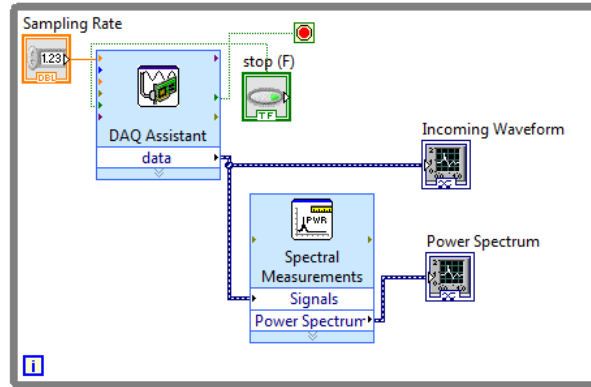 Sampling Rate
1.23
DBL
stop (F)
TF
DAQ Assistant
data
Incoming Waveform
PWR
Spectral
Measurements
Signals
Power Spectrum
Power Spectrum
i